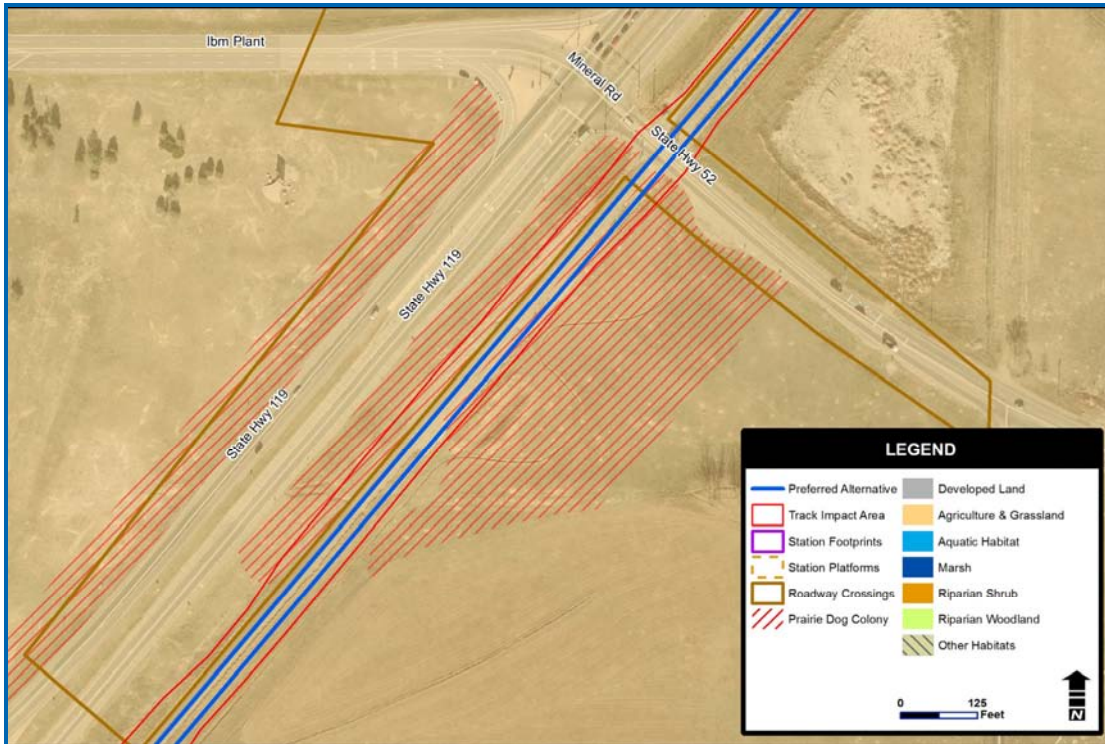 Ibm Plant
Mineral Rd
State Hwy 52
State Hwy 119
State Hwy 119
LEGEND
Preferred Alternative
Track Impact Area
Station Footprints
Station Platforms
Roadway Crossings
Prairie Dog Colony
Developed Land
Agriculture & Grassland
Aquatic Habitat
Marsh
Riparian Shrub
Riparian Woodland
Other Habitats
0 125
Feet
N